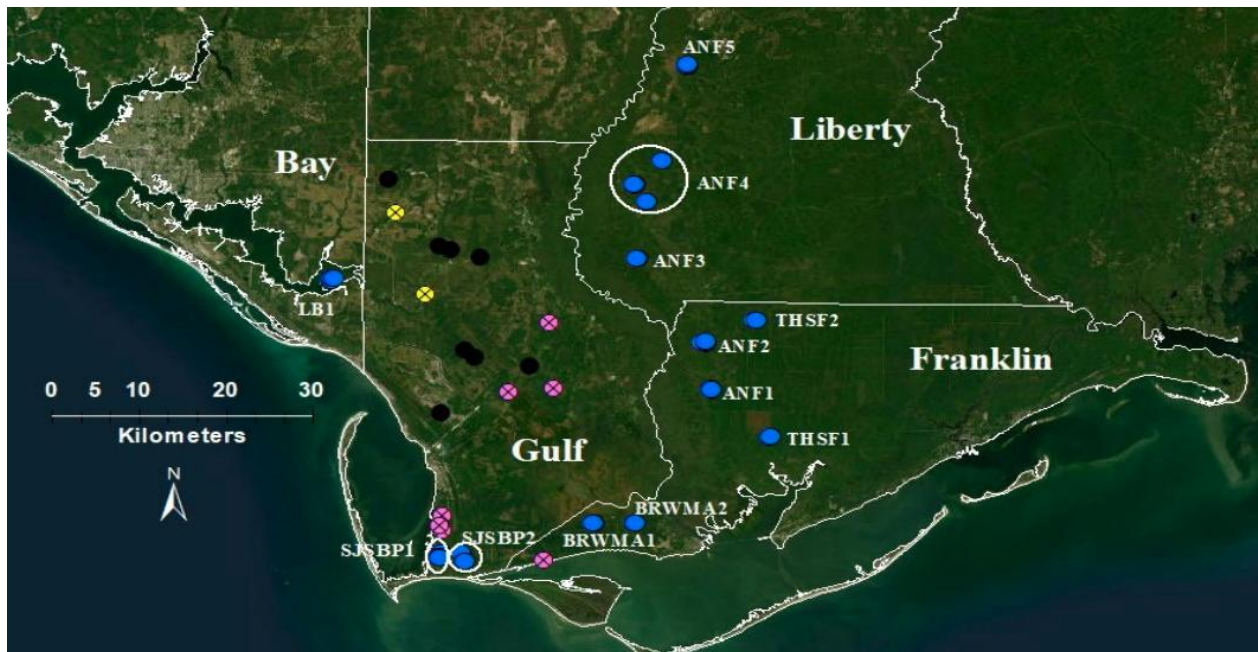 ANF5
Liberty
Bay
ANF4
ANF3
LB1
THSF2
ANF2
Franklin
0 5 10 20 30
ANF1
Kilometers
THSF1
Gulf
N
BRWMA2
SJSBP1
SJSBP2
BRWMA1